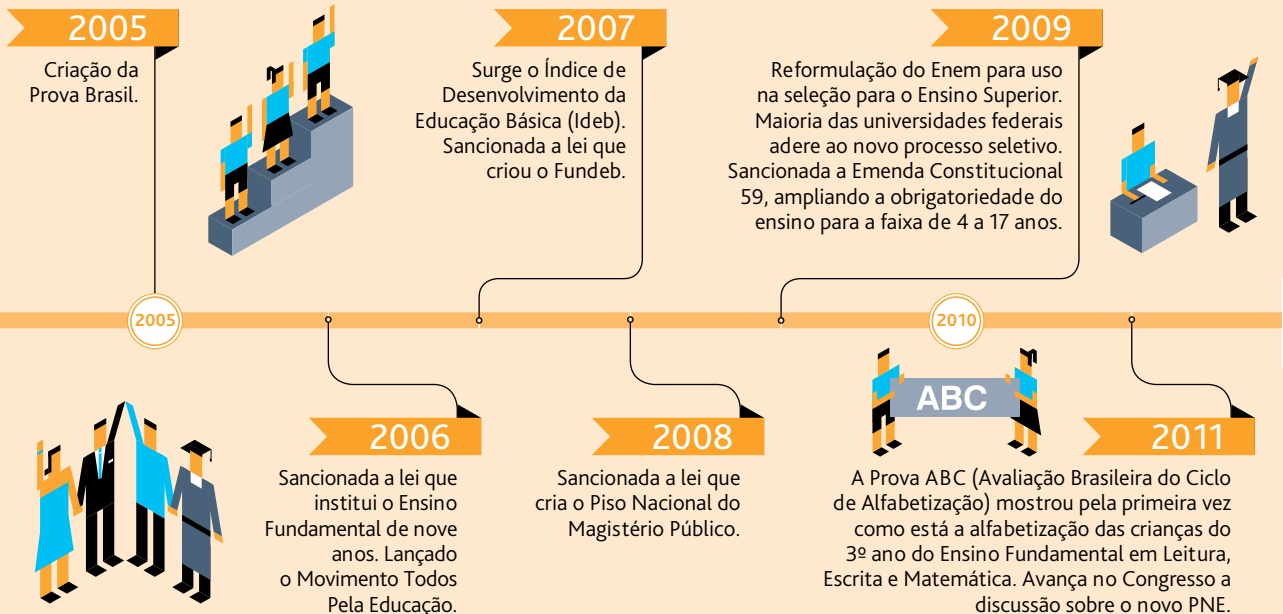 2005
Criação da
Prova Brasil.
2007
Surge o Índice de
Desenvolvimento da
Educação Básica (Ideb).
Sancionada a lei que
criou o Fundeb.
2009
Reformulação do Enem para uso
na seleção para o Ensino Superior.
Maioria das universidades federais
adere ao novo processo seletivo.
Sancionada a Emenda Constitucional
59, ampliando a obrigatoriedade do
ensino para a faixa de 4 a 17 anos.
2005
2010
2006
Sancionada a lei que
institui o Ensino
Fundamental de nove
anos. Lançado
o Movimento Todos
Pela Educação.
2008
Sancionada a lei que
cria o Piso Nacional do
Magistério Público.
ABC
2011
A Prova ABC (Avaliação Brasileira do Ciclo
de Alfabetização) mostrou pela primeira vez
como está a alfabetização das crianças do
3º ano do Ensino Fundamental em Leitura,
Escrita e Matemática. Avança no Congresso a
discussão sobre o novo PNE.